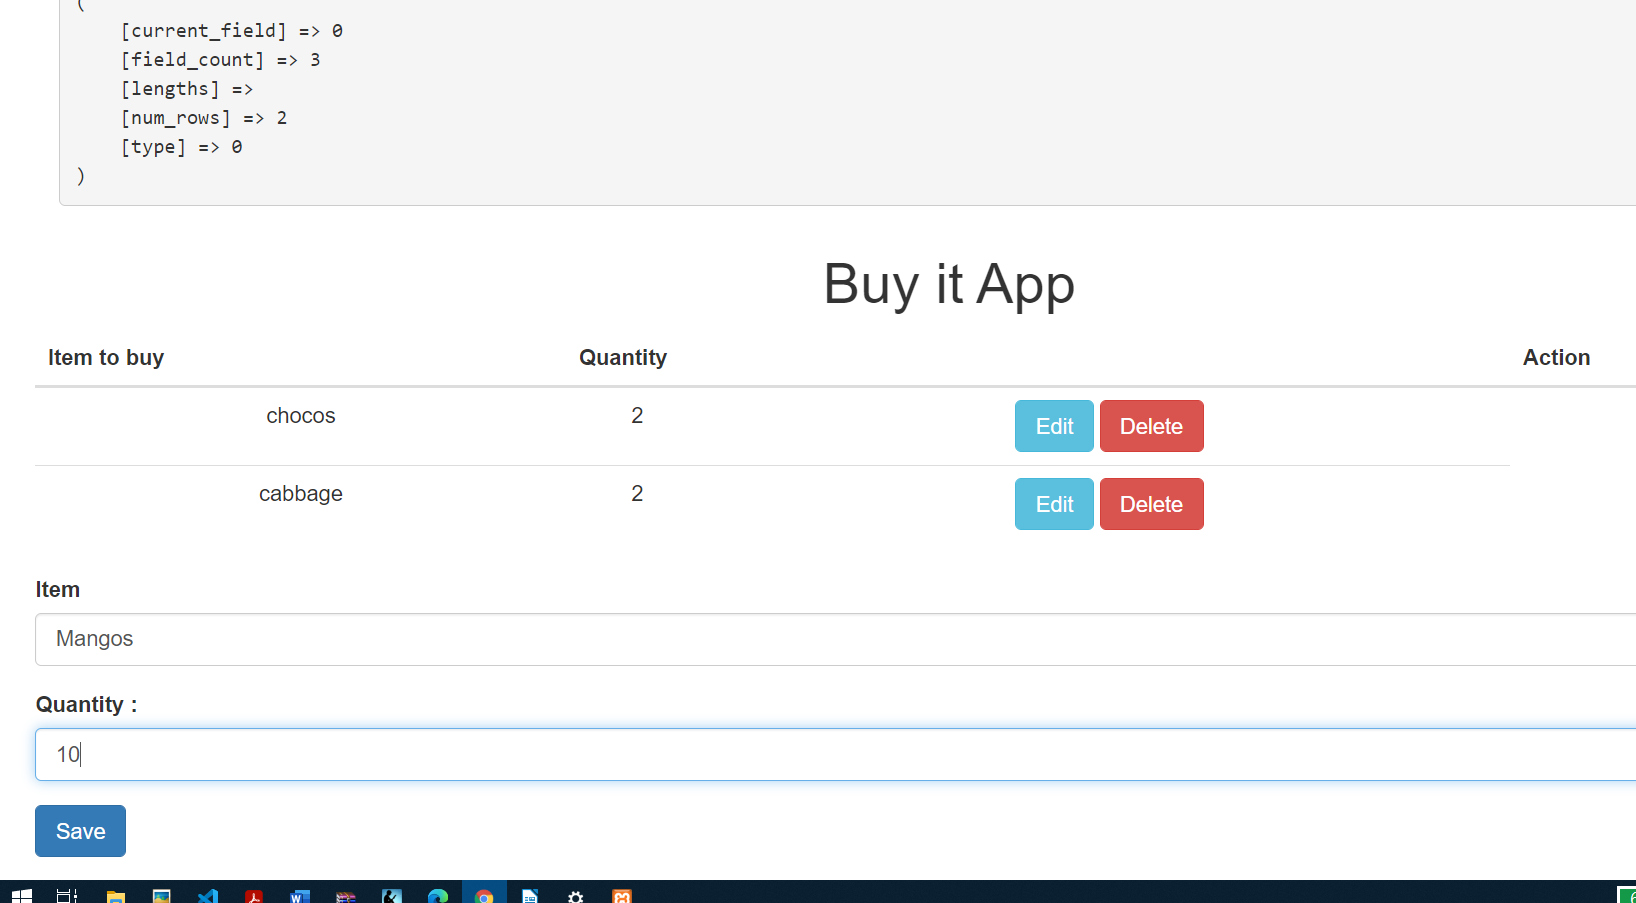 (
[current_field] => 0
[field_count] => 3
[lengths] =>
[num_rows] => 2
[type] => 0
)
Buy it App
Item to buy Quantity Action
chocos 2 Edit Delete
cabbage 2 Edit Delete
Item
Mangos
Quantity :
10
Save